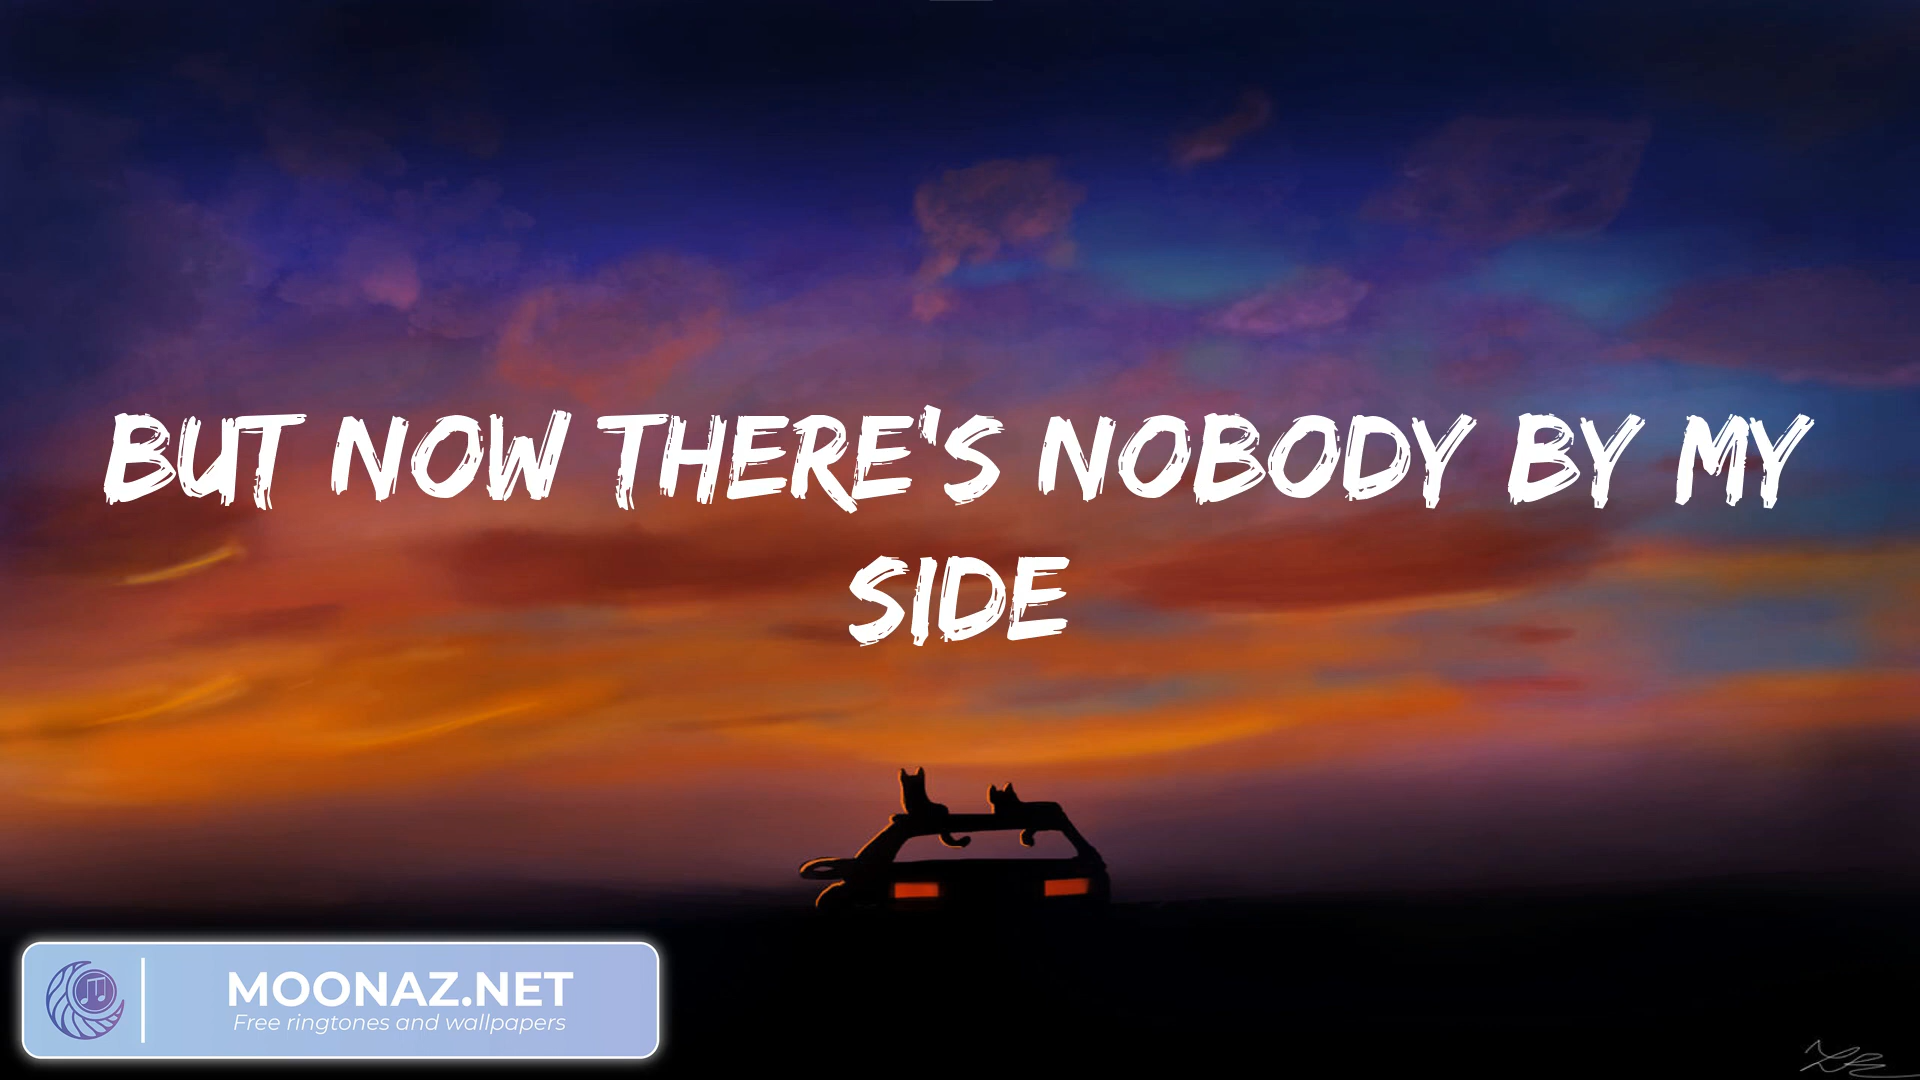 BUT NOW THERE'S NOBODY BY MY
SIDE
MOONAZ.NET
Free ringtones and wallpapers